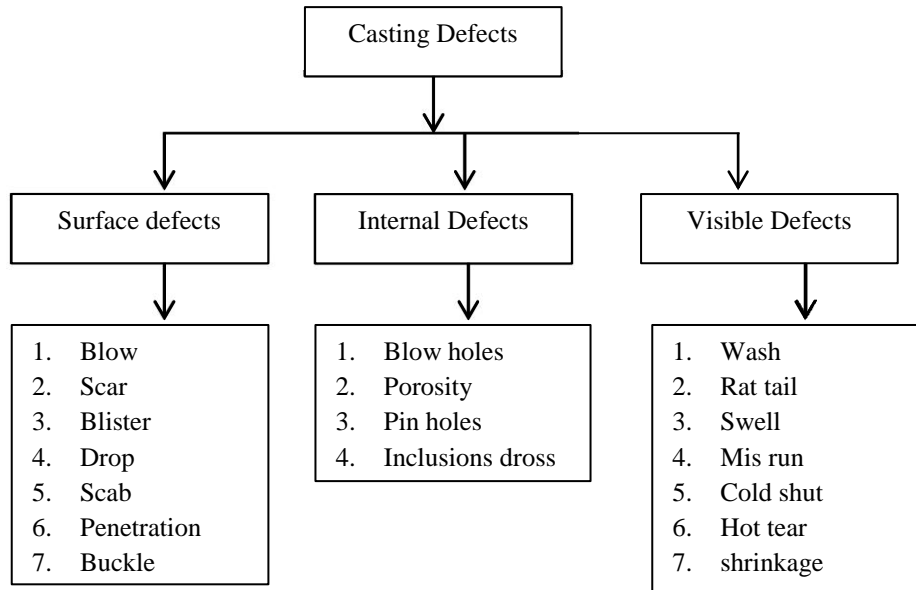 Casting Defects
Surface defects
Internal Defects
Visible Defects
1. Blow
2. Scar
3. Blister
4. Drop
5. Scab
6. Penetration
7. Buckle
1. Blow holes
2. Porosity
3. Pin holes
4. Inclusions dross
1. Wash
2. Rat tail
3. Swell
4. Mis run
5. Cold shut
6. Hot tear
7. shrinkage